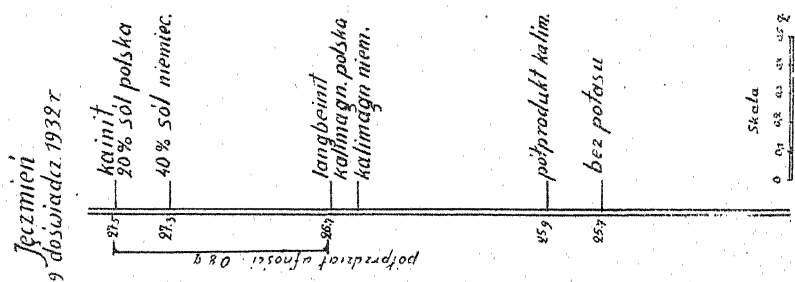 Jęczmień
9 doświadcz. 1932 r.
kainit
20% sól polska
40% sól niemiec.
langbeinit
kalimagn. polska
kalimagn niem.
półprodukt kalim.
bez potasu
27.5
27.3
26.7
25.9
25.7
półprzedział ufności 0.8 q
Skala
0 0,1 0,2 0,3 0,4 0,5 q